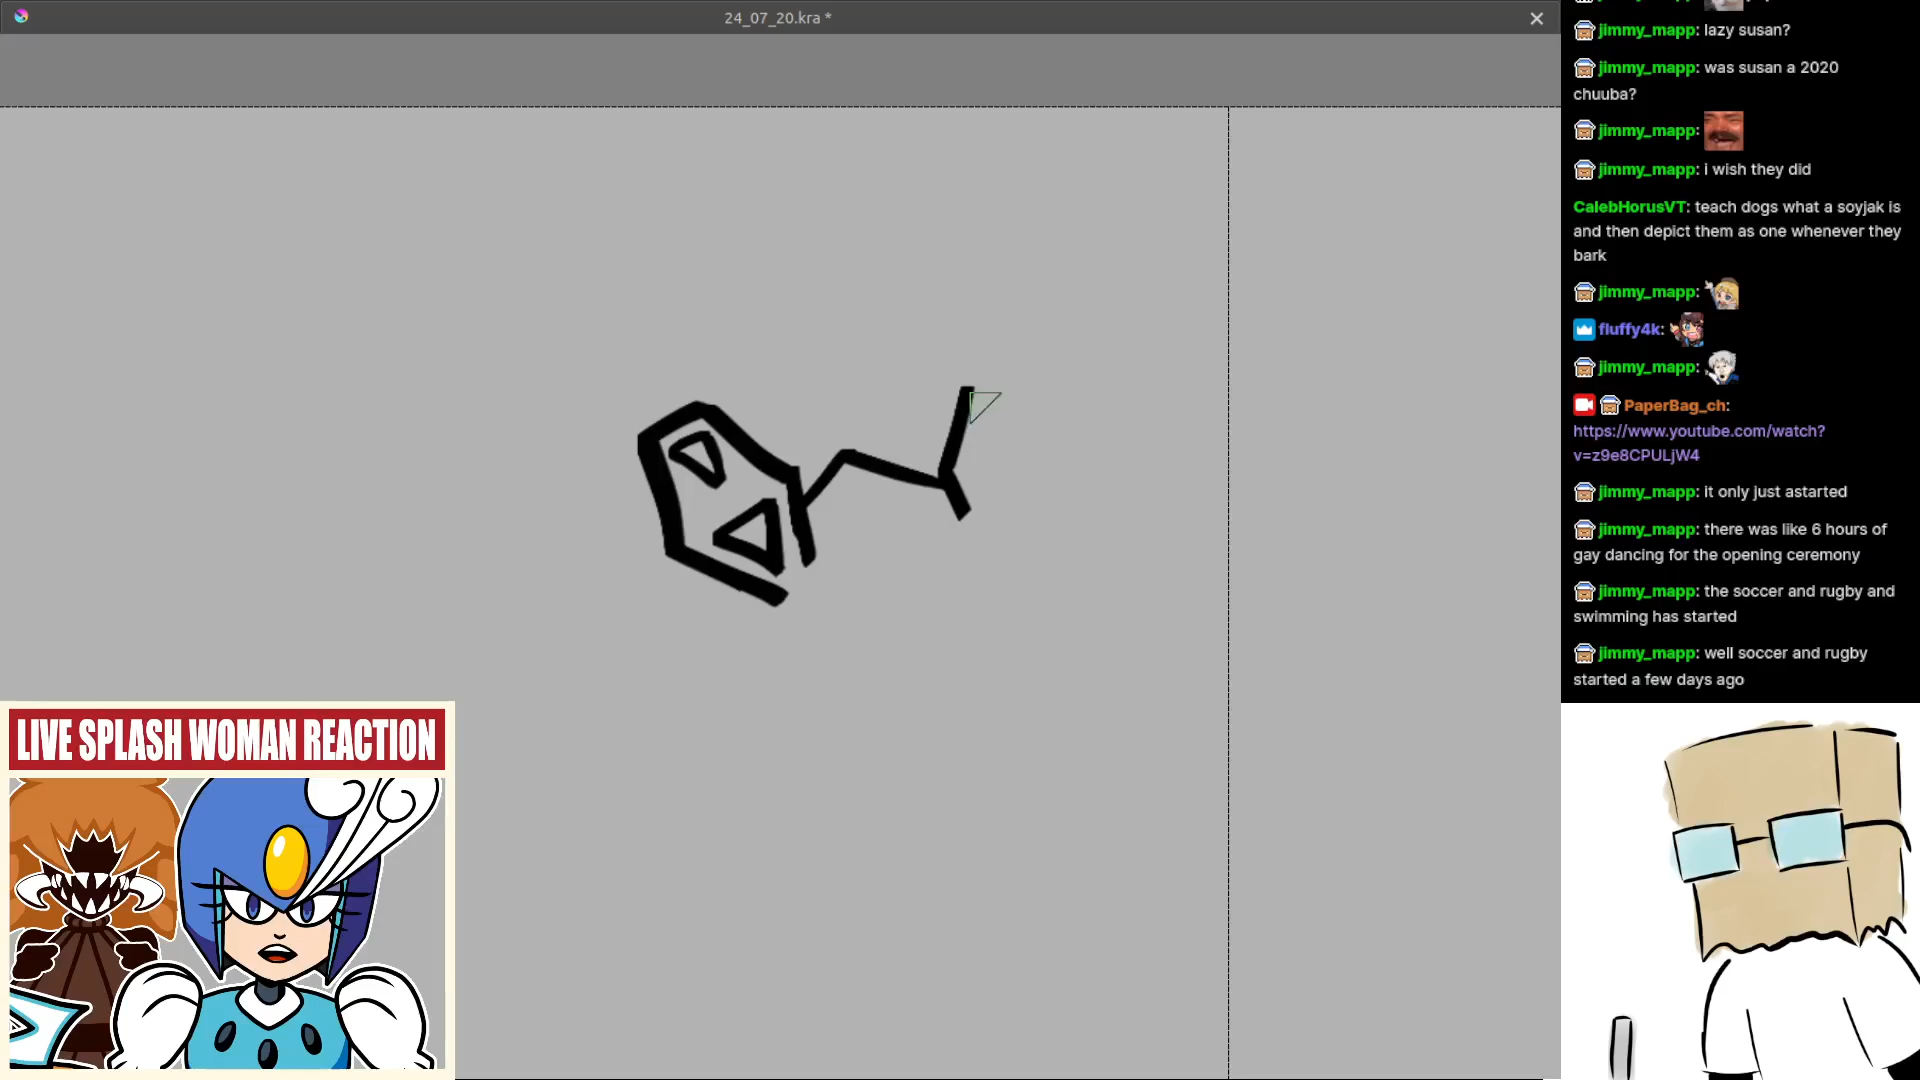 24_07_20.kra *
jimmy_mapp: lazy susan?
jimmy_mapp: was susan a 2020
chuuba?
jimmy_mapp:
jimmy_mapp: i wish they did
CalebHorusVT: teach dogs what a soyjak is
and then depict them as one whenever they
bark
jimmy_mapp:
fluffy4k:
jimmy_mapp:
PaperBag_ch:
https://www.youtube.com/watch?
v=z9e8CPULjW4
jimmy_mapp: it only just astarted
jimmy_mapp: there was like 6 hours of
gay dancing for the opening ceremony
jimmy_mapp: the soccer and rugby and
swimming has started
jimmy_mapp: well soccer and rugby
started a few days ago
LIVE SPLASH WOMAN REACTION